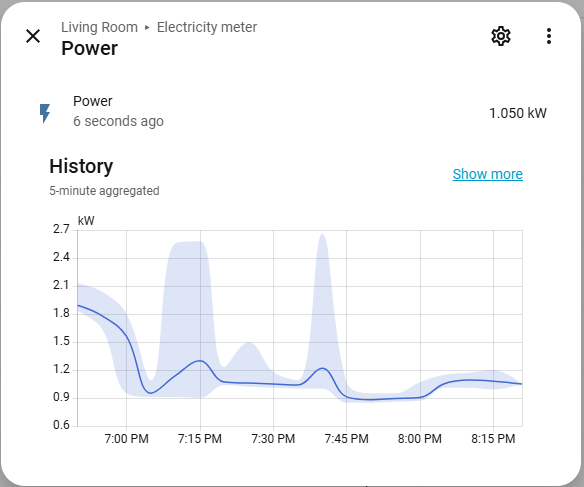 Living Room ▸ Electricity meter
Power
Power
6 seconds ago
1.050 kW
History
Show more
5-minute aggregated
kW
2.7
2.4
2.1
1.8
1.5
1.2
0.9
0.6
7:00 PM 7:15 PM 7:30 PM 7:45 PM 8:00 PM 8:15 PM